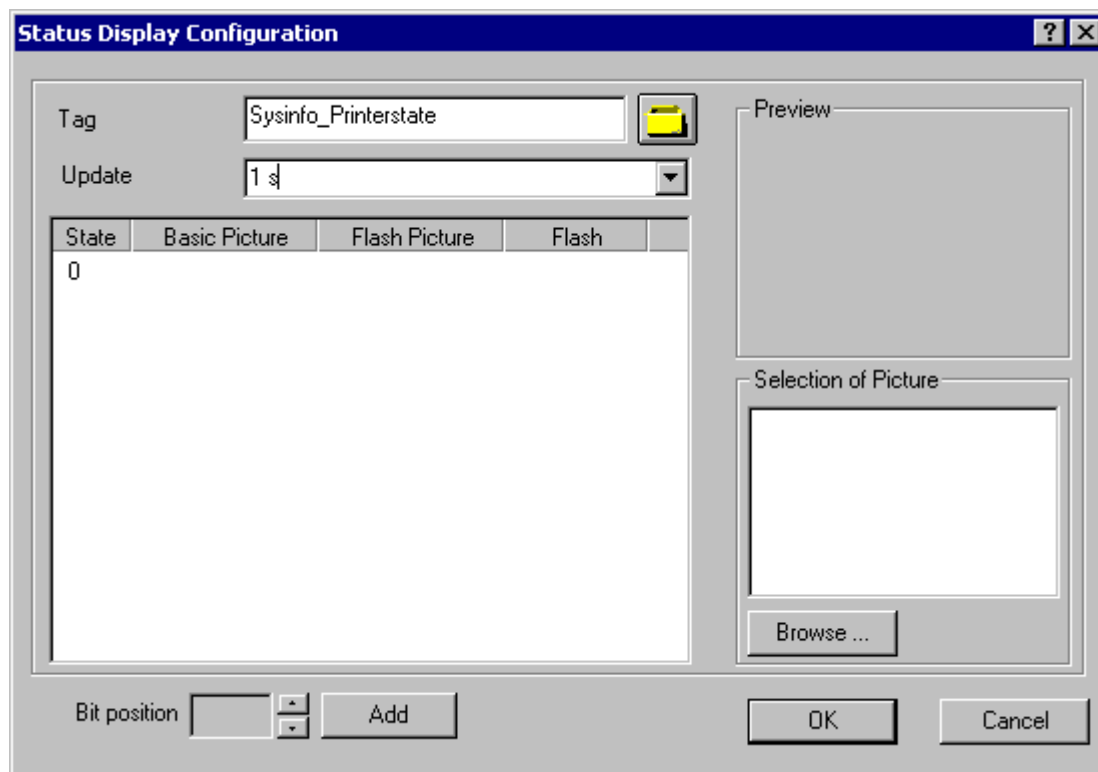 Status Display Configuration
Tag
Sysinfo_Printerstate
Update
1 s
State Basic Picture Flash Picture Flash
0
Preview
Selection of Picture
Browse ...
Bit position
Add
OK
Cancel